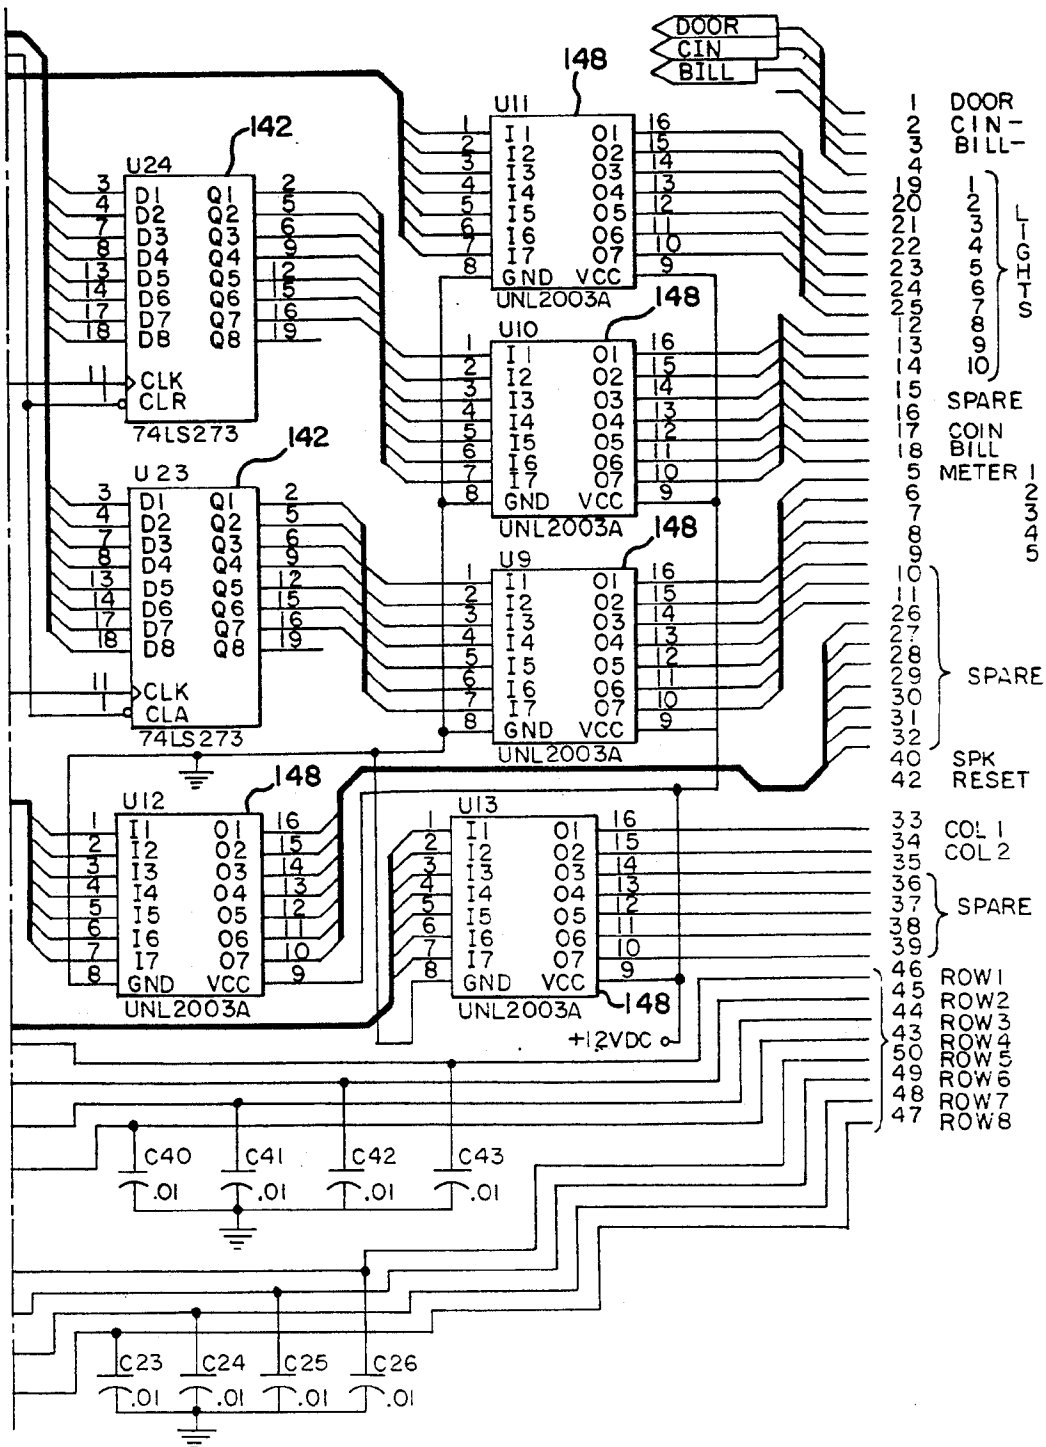 DOOR
CIN
BILL
148
U11
1 I1 O1 16
2 I2 O2 15
3 I3 O3 14
4 I4 O4 13
5 I5 O5 12
6 I6 O6 11
7 I7 O7 10
8 GND VCC 9
UNL2003A
142
U24
3 D1 Q1 2
4 D2 Q2 5
7 D3 Q3 6
8 D4 Q4 9
13 D5 Q5 12
14 D6 Q6 15
17 D7 Q7 16
18 D8 Q8 19
11 CLK
1 CLR
74LS273
148
U10
1 I1 O1 16
2 I2 O2 15
3 I3 O3 14
4 I4 O4 13
5 I5 O5 12
6 I6 O6 11
7 I7 O7 10
8 GND VCC 9
UNL2003A
142
U23
3 D1 Q1 2
4 D2 Q2 5
7 D3 Q3 6
8 D4 Q4 9
13 D5 Q5 12
14 D6 Q6 15
17 D7 Q7 16
18 D8 Q8 19
11 CLK
1 CLA
74LS273
148
U9
1 I1 O1 16
2 I2 O2 15
3 I3 O3 14
4 I4 O4 13
5 I5 O5 12
6 I6 O6 11
7 I7 O7 10
8 GND VCC 9
UNL2003A
148
U12
1 I1 O1 16
2 I2 O2 15
3 I3 O3 14
4 I4 O4 13
5 I5 O5 12
6 I6 O6 11
7 I7 O7 10
8 GND VCC 9
UNL2003A
U13
1 I1 O1 16
2 I2 O2 15
3 I3 O3 14
4 I4 O4 13
5 I5 O5 12
6 I6 O6 11
7 I7 O7 10
8 GND VCC 9
UNL2003A
148
+12VDC
1 DOOR
2 CIN-
3 BILL-
4
19 1
20 2
21 3
22 4
23 5
24 6
25 7
12 8
13 9
14 10
LIGHTS
15 SPARE
16
17 COIN
18 BILL
5 METER 1
6 2
7 3
8 4
9 5
10
11
26
27
28
29 SPARE
30
31
32
40 SPK
42 RESET
33 COL 1
34 COL 2
35
36
37 SPARE
38
39
46 ROW1
45 ROW2
44 ROW3
43 ROW4
50 ROW5
49 ROW6
48 ROW7
47 ROW8
C40 C41 C42 C43
.01 .01 .01 .01
C23 C24 C25 C26
.01 .01 .01 .01